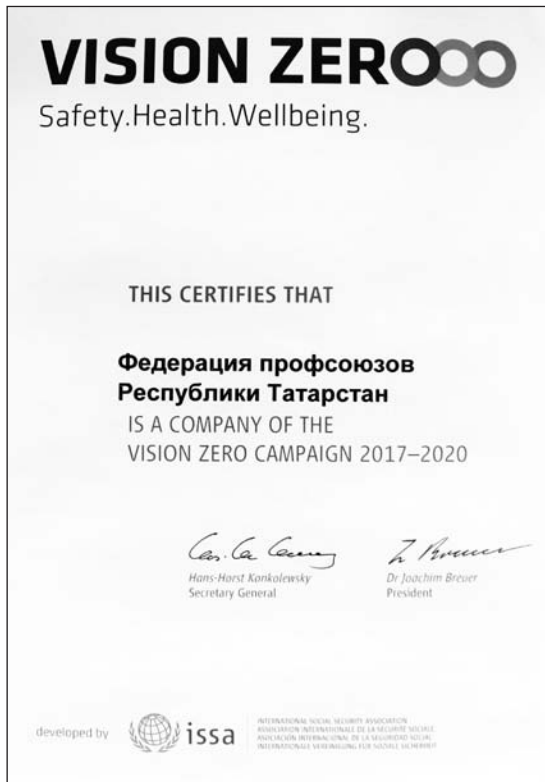 VISION ZERO
Safety.Health.Wellbeing.
THIS CERTIFIES THAT
Федерация профсоюзов
Республики Татарстан
IS A COMPANY OF THE
VISION ZERO CAMPAIGN 2017–2020
Hans-Horst Konkolewsky
Secretary General
Dr Joachim Breuer
President
developed by
issa
INTERNATIONAL SOCIAL SECURITY ASSOCIATION
ASSOCIATION INTERNATIONALE DE LA SÉCURITÉ SOCIALE
ASOCIACIÓN INTERNACIONAL DE LA SEGURIDAD SOCIAL
INTERNATIONALE VEREINIGUNG FÜR SOZIALE SICHERHEIT